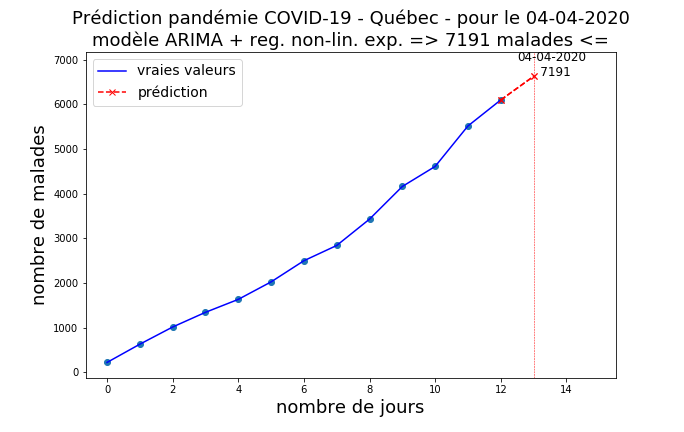 Prédiction pandémie COVID-19 - Québec - pour le 04-04-2020
modèle ARIMA + reg. non-lin. exp. => 7191 malades <=
vraies valeurs
prédiction
04-04-2020
7191
nombre de malades
7000
6000
5000
4000
3000
2000
1000
0
0 2 4 6 8 10 12 14
nombre de jours